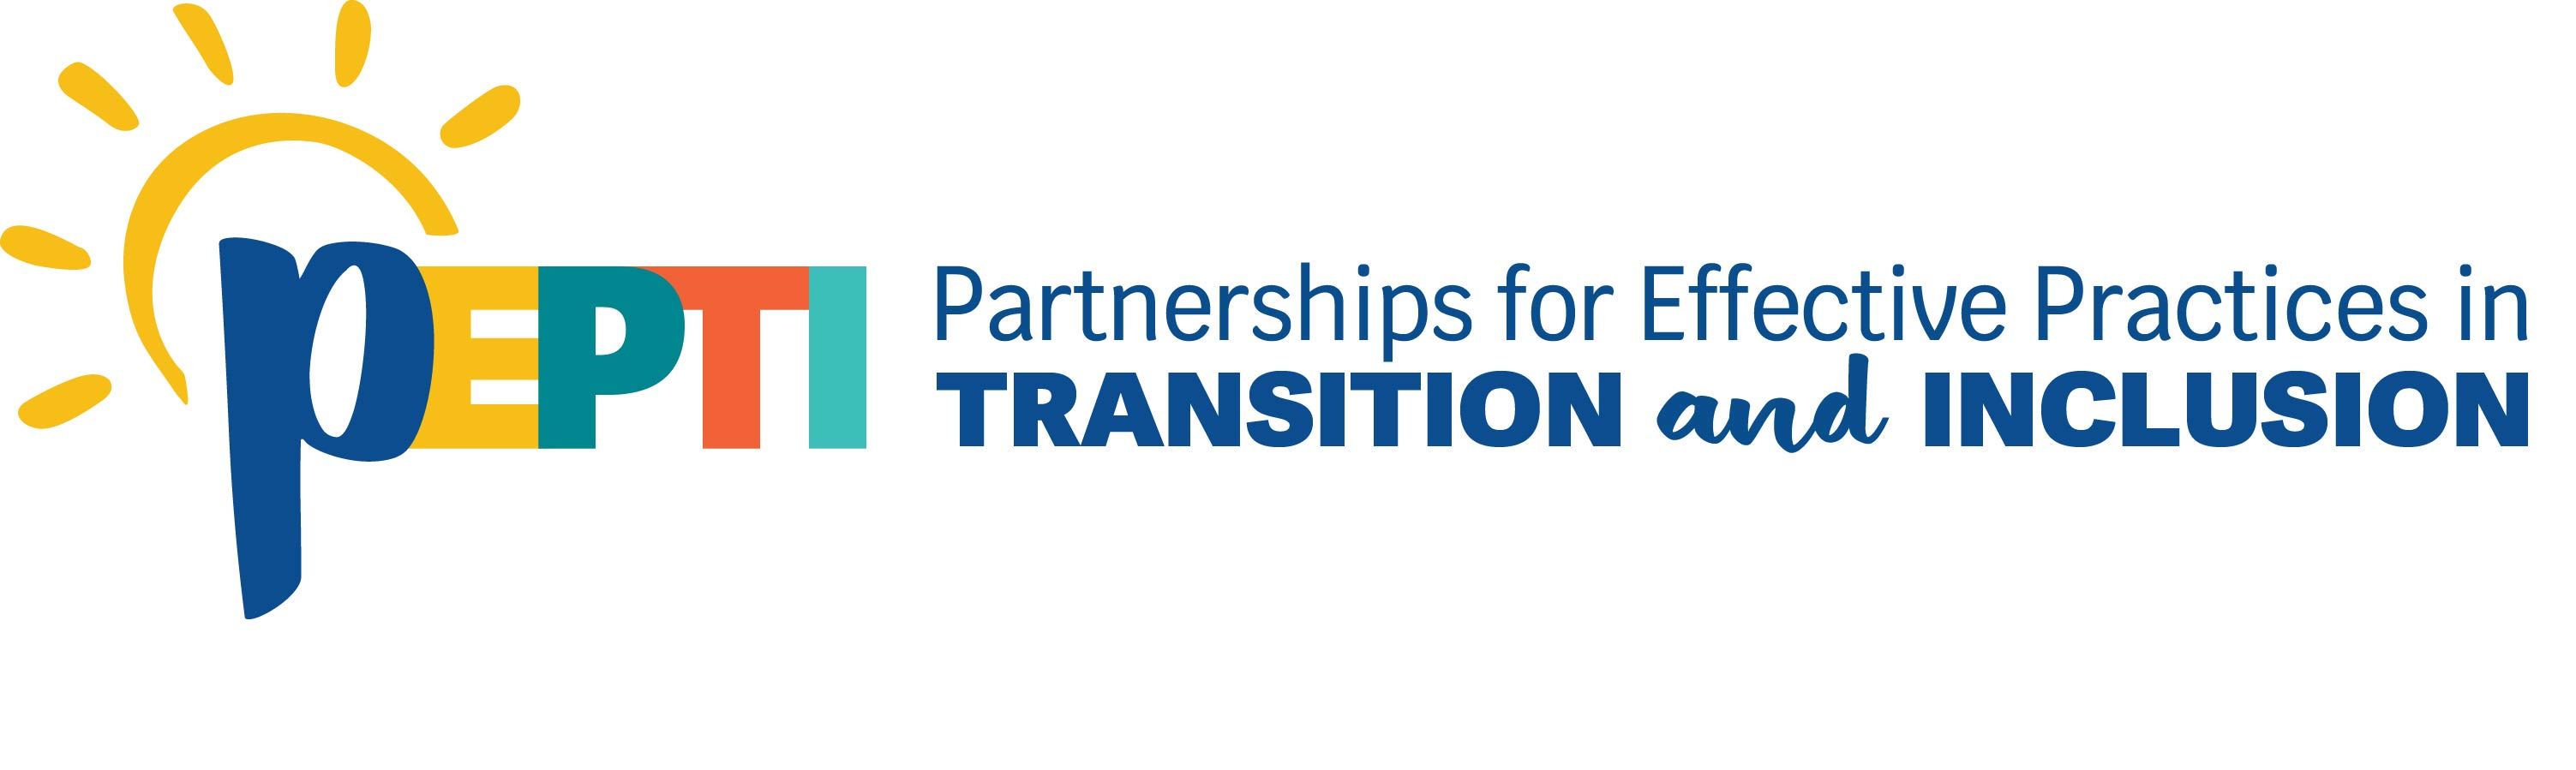 pEPTI
Partnerships for Effective Practices in
TRANSITION and INCLUSION